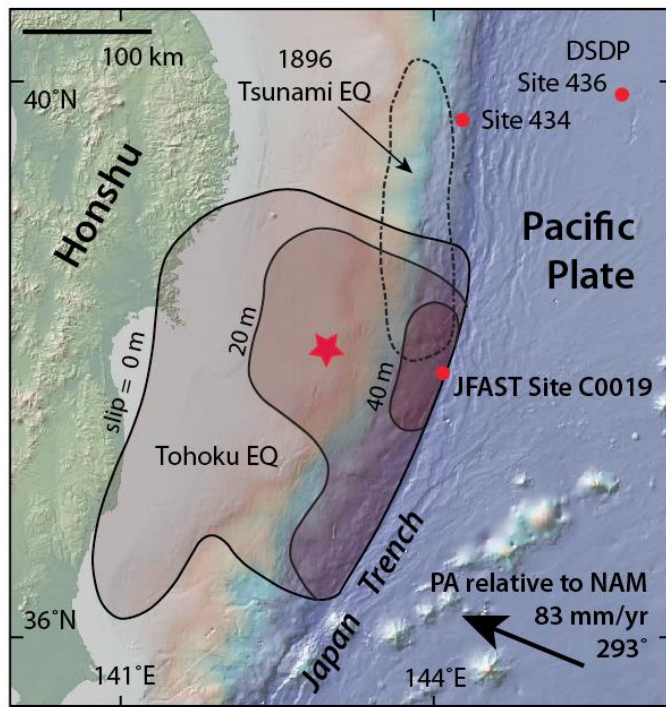 100 km
1896
Tsunami EQ
DSDP
Site 436
40˚N
Site 434
Honshu
Pacific
Plate
20 m
slip = 0 m
40 m
JFAST Site C0019
Tohoku EQ
Japan Trench
PA relative to NAM
83 mm/yr
293˚
36˚N
141˚E
144˚E